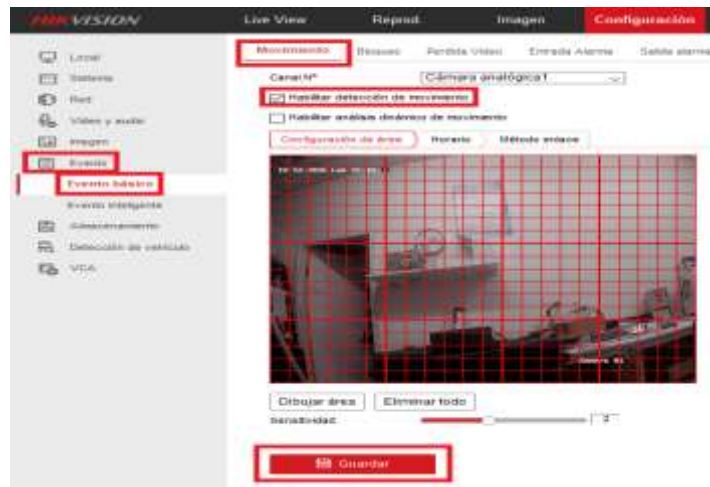 HIKVISION
Live View Reprod. Imagen Configuración
Local
Sistema
Red
Vídeo y audio
Imagen
Evento
Evento básico
Evento inteligente
Almacenamiento
Detección de vehículo
VCA
Movimiento Bloqueo Pérdida Vídeo Entrada Alarma Salida alarma
Canal Nº Cámara analógica1
Habilitar detección de movimiento
Habilitar análisis dinámico de movimiento
Configuración de área Horario Método enlace
Dibujar área Eliminar todo
Sensitividad
Guardar